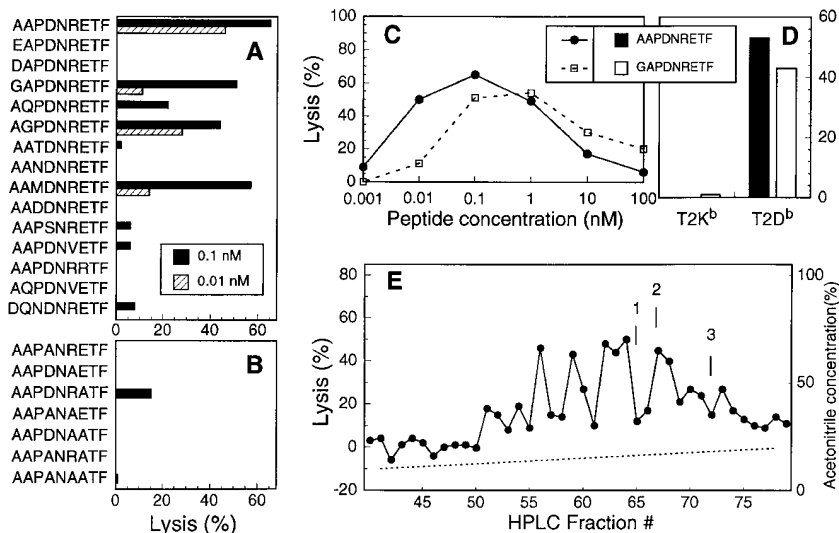 A
AAPDNRETF
EAPDNRETF
DAPDNRETF
GAPDNRETF
AQPDNRETF
AGPDNRETF
AATDNRETF
AANDNRETF
AAMDNRETF
AADDNRETF
AAPSNRETF
AAPDNVETF
AAPDNRRTF
AQPDNVETF
DQNDNRETF
0.1 nM
0.01 nM
0 20 40 60
B
AAPANRETF
AAPDNAETF
AAPDNRATF
AAPANAETF
AAPDNAATF
AAPANRATF
AAPANAATF
0 20 40 60
Lysis (%)
C
100
80
60
40
20
0
Lysis (%)
0.001 0.01 0.1 1 10 100
Peptide concentration (nM)
AAPDNRETF
GAPDNRETF
D
60
40
20
0
T2Kb T2Db
E
80
60
40
20
0
-20
Lysis (%)
1 2 3
100
50
0
Acetonitrile concentration(%)
45 50 55 60 65 70 75
HPLC Fraction #